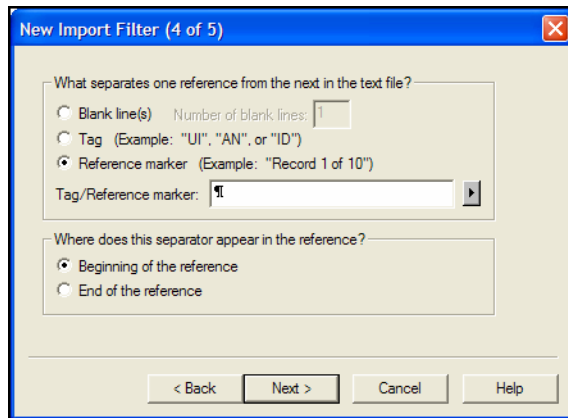 New Import Filter (4 of 5)
What separates one reference from the next in the text file?
Blank line(s) Number of blank lines: 1
Tag (Example: "UI", "AN", or "ID")
Reference marker (Example: "Record 1 of 10")
Tag/Reference marker: ¶
Where does this separator appear in the reference?
Beginning of the reference
End of the reference
< Back Next > Cancel Help